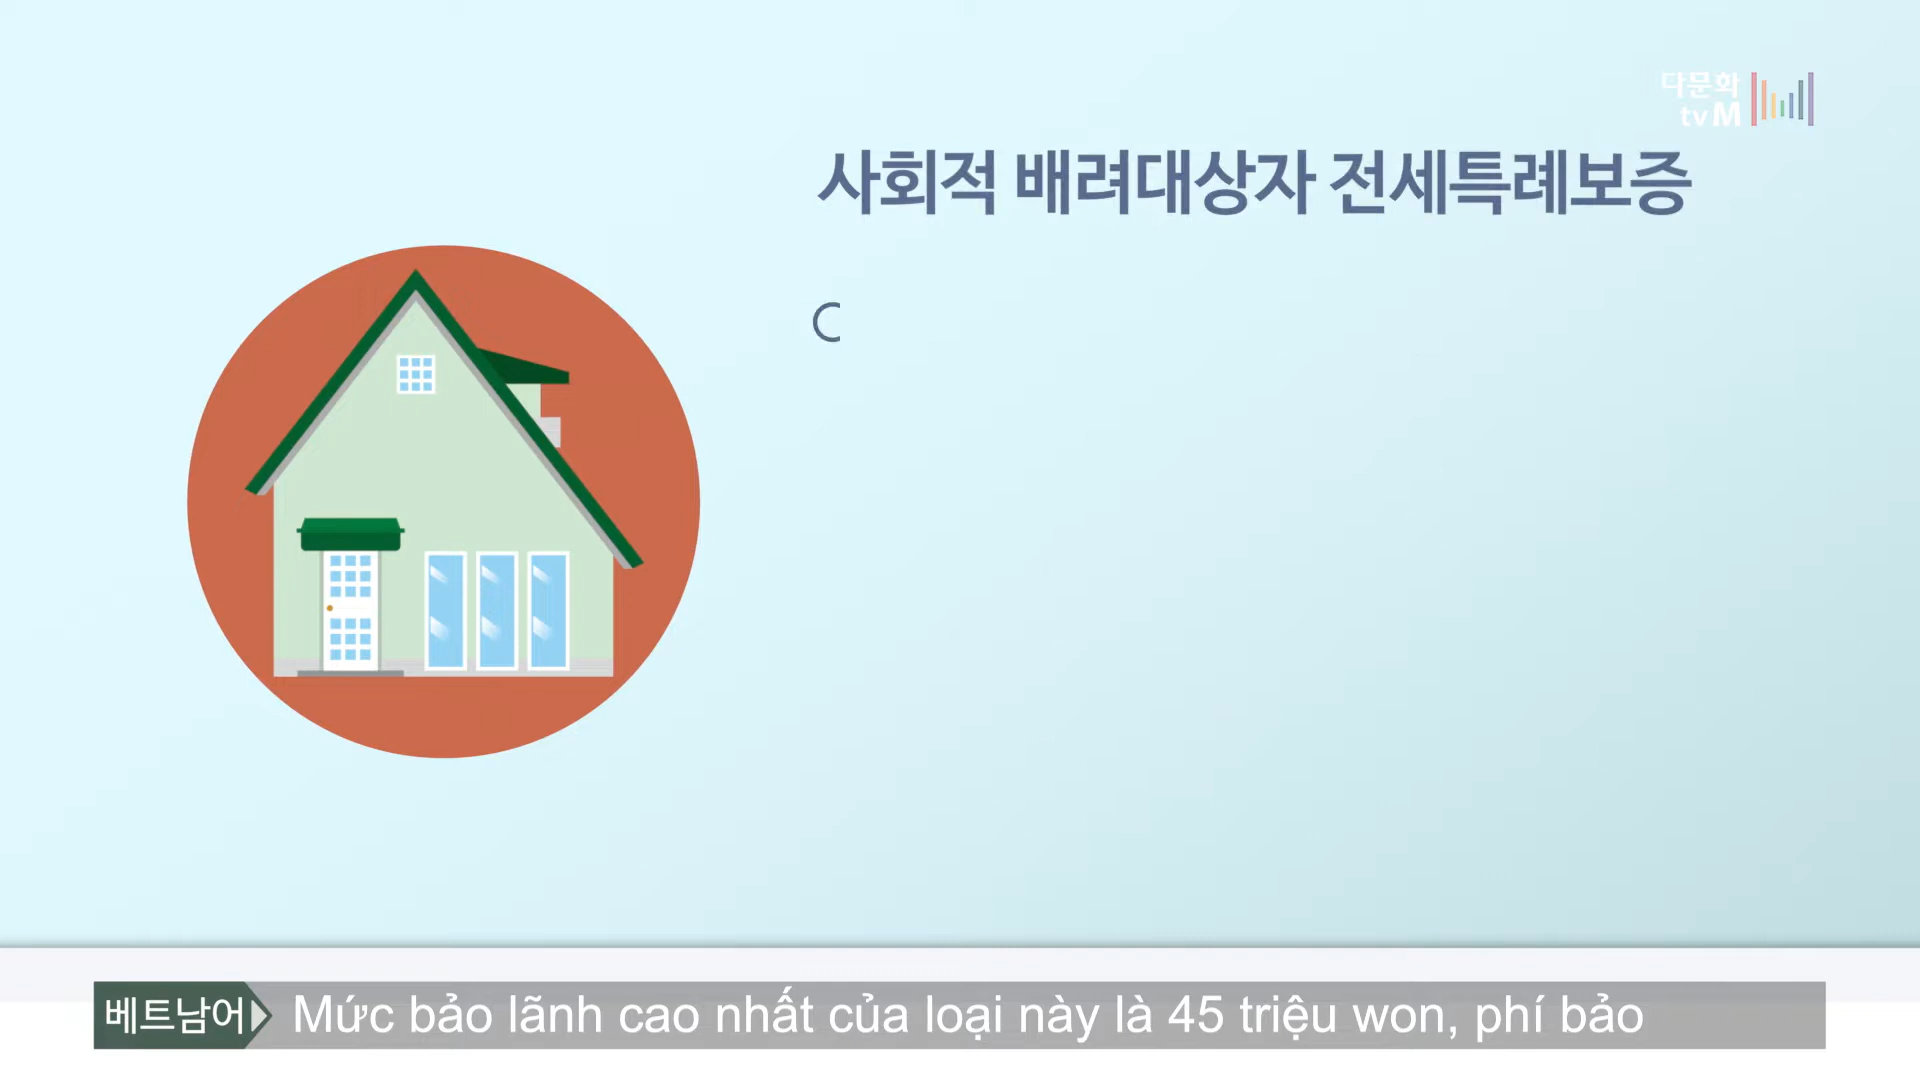 다문화
tvM
사회적 배려대상자 전세특례보증
베트남어 Mức bảo lãnh cao nhất của loại này là 45 triệu won, phí bảo